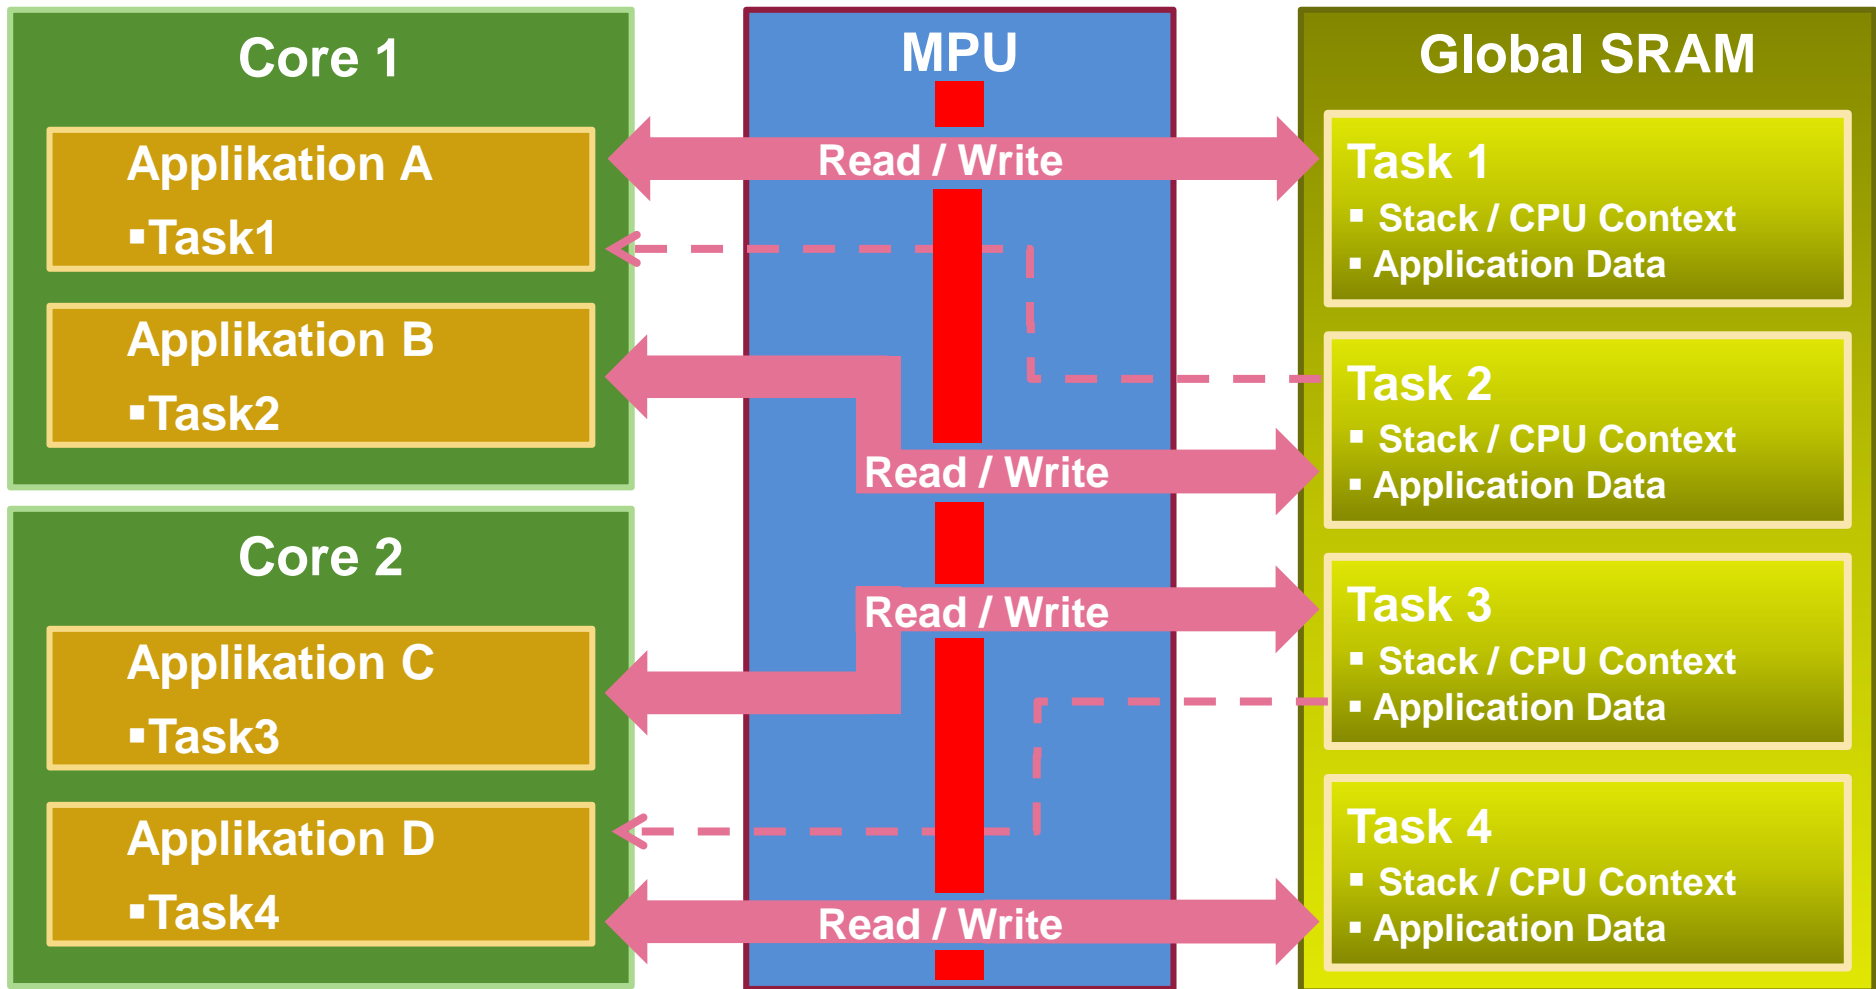 Core 1
Applikation A
▪Task1
Applikation B
▪Task2
Core 2
Applikation C
▪Task3
Applikation D
▪Task4
MPU
Read / Write
Read / Write
Read / Write
Read / Write
Global SRAM
Task 1
▪ Stack / CPU Context
▪ Application Data
Task 2
▪ Stack / CPU Context
▪ Application Data
Task 3
▪ Stack / CPU Context
▪ Application Data
Task 4
▪ Stack / CPU Context
▪ Application Data